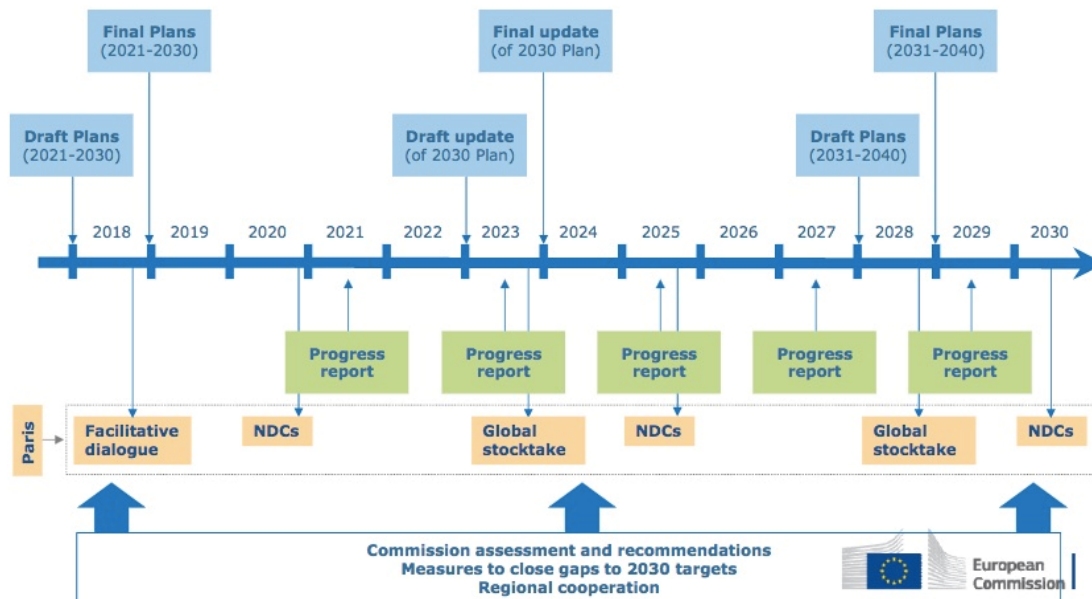 Final Plans
(2021-2030)
Final update
(of 2030 Plan)
Final Plans
(2031-2040)
Draft Plans
(2021-2030)
Draft update
(of 2030 Plan)
Draft Plans
(2031-2040)
2018 2019 2020 2021 2022 2023 2024 2025 2026 2027 2028 2029 2030
Progress
report
Progress
report
Progress
report
Progress
report
Progress
report
Paris
Facilitative
dialogue
NDCs
Global
stocktake
NDCs
Global
stocktake
NDCs
Commission assessment and recommendations
Measures to close gaps to 2030 targets
Regional cooperation
European
Commission